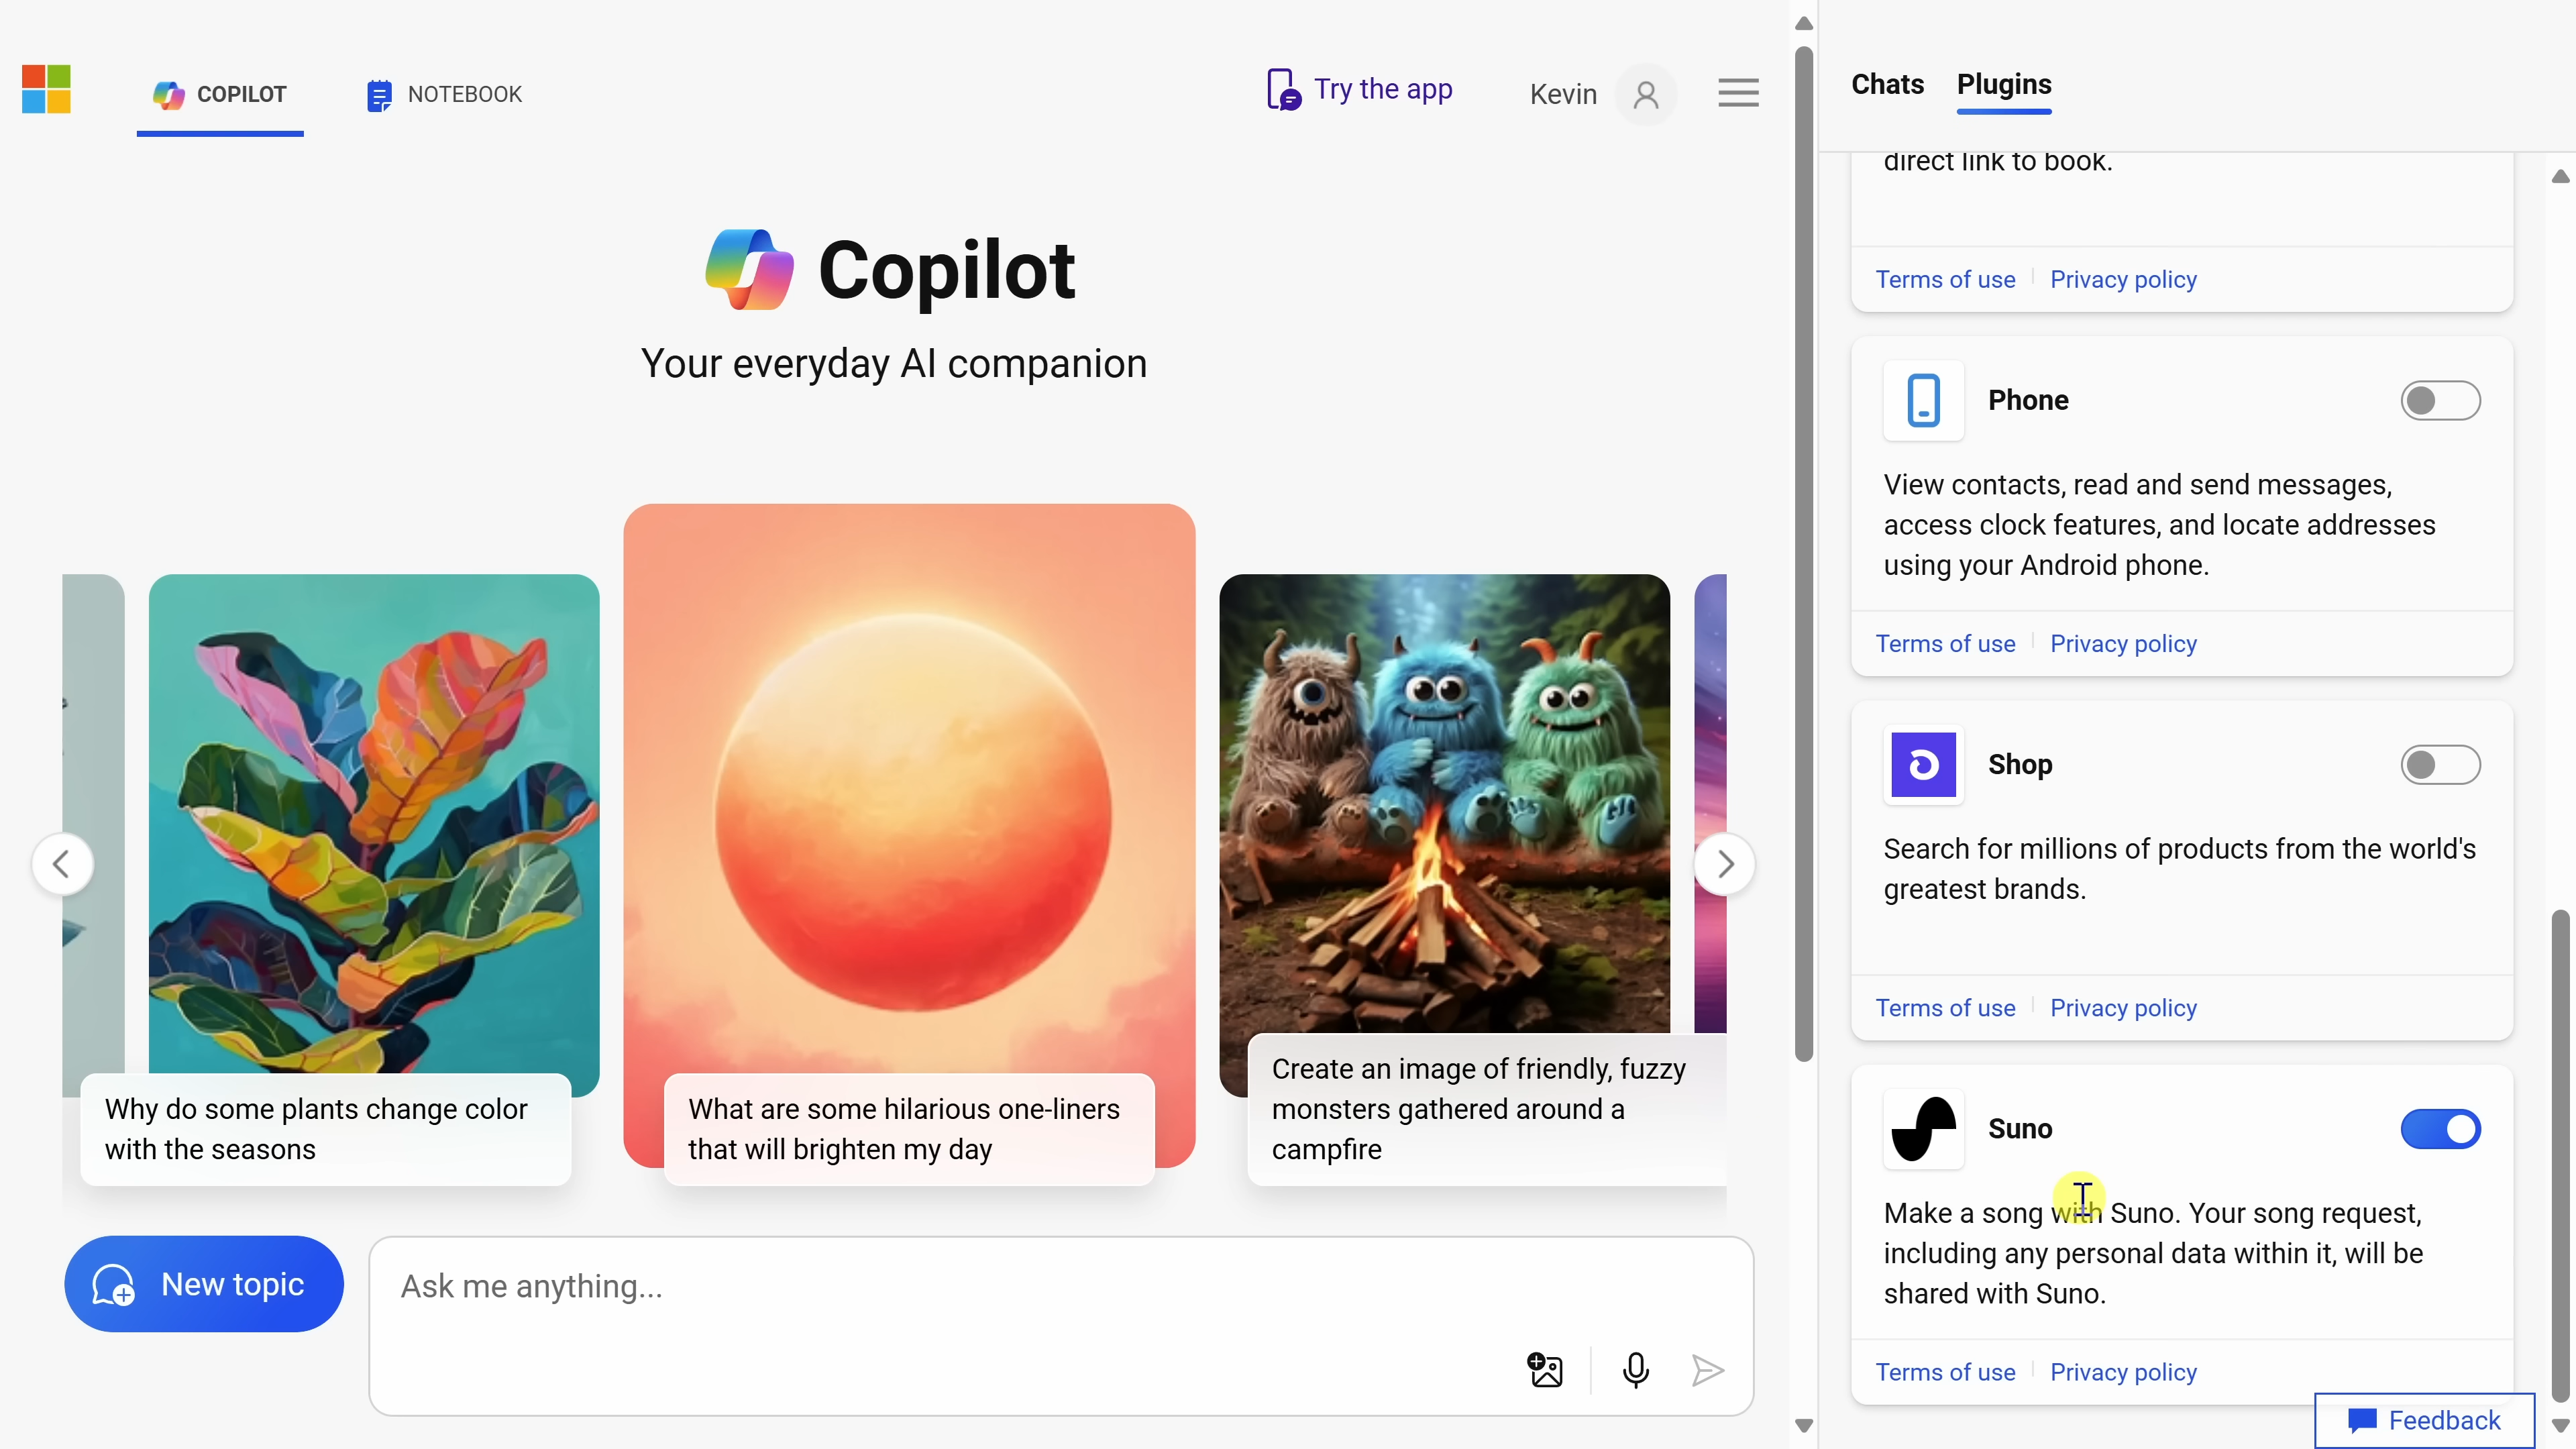 COPILOT
NOTEBOOK
Try the app
Kevin
Copilot
Your everyday AI companion
Why do some plants change color
with the seasons
What are some hilarious one-liners
that will brighten my day
Create an image of friendly, fuzzy
monsters gathered around a
campfire
New topic
Ask me anything...
Chats Plugins
direct link to book.
Terms of use Privacy policy
Phone
View contacts, read and send messages,
access clock features, and locate addresses
using your Android phone.
Terms of use Privacy policy
Shop
Search for millions of products from the world's
greatest brands.
Terms of use Privacy policy
Suno
Make a song with Suno. Your song request,
including any personal data within it, will be
shared with Suno.
Terms of use Privacy policy
Feedback